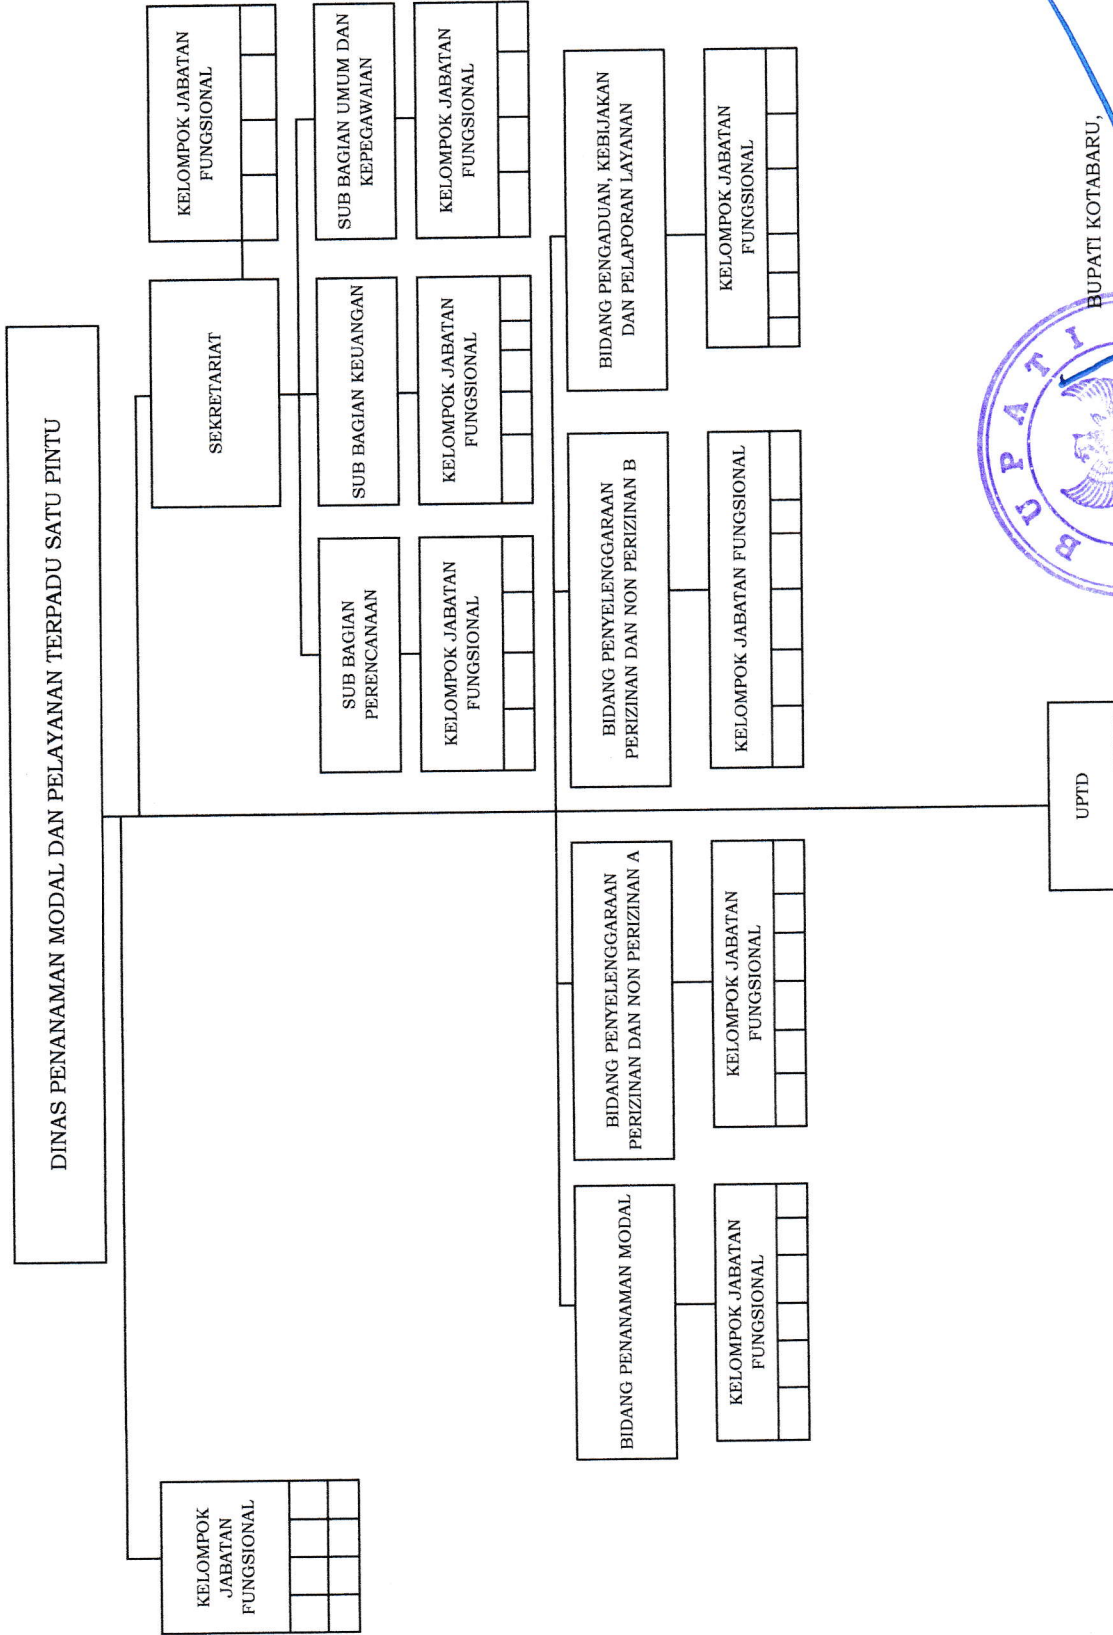 DINAS PENANAMAN MODAL DAN PELAYANAN TERPADU SATU PINTU
KELOMPOK
JABATAN
FUNGSIONAL
SEKRETARIAT
KELOMPOK JABATAN
FUNGSIONAL
SUB BAGIAN
PERENCANAAN
SUB BAGIAN KEUANGAN
SUB BAGIAN UMUM DAN
KEPEGAWAIAN
KELOMPOK JABATAN
FUNGSIONAL
KELOMPOK JABATAN
FUNGSIONAL
KELOMPOK JABATAN
FUNGSIONAL
BIDANG PENANAMAN MODAL
BIDANG PENYELENGGARAAN
PERIZINAN DAN NON PERIZINAN A
BIDANG PENYELENGGARAAN
PERIZINAN DAN NON PERIZINAN B
BIDANG PENGADUAN, KEBIJAKAN
DAN PELAPORAN LAYANAN
KELOMPOK JABATAN
FUNGSIONAL
KELOMPOK JABATAN
FUNGSIONAL
KELOMPOK JABATAN FUNGSIONAL
KELOMPOK JABATAN
FUNGSIONAL
UPTD
BUPATI
BUPATI KOTABARU,